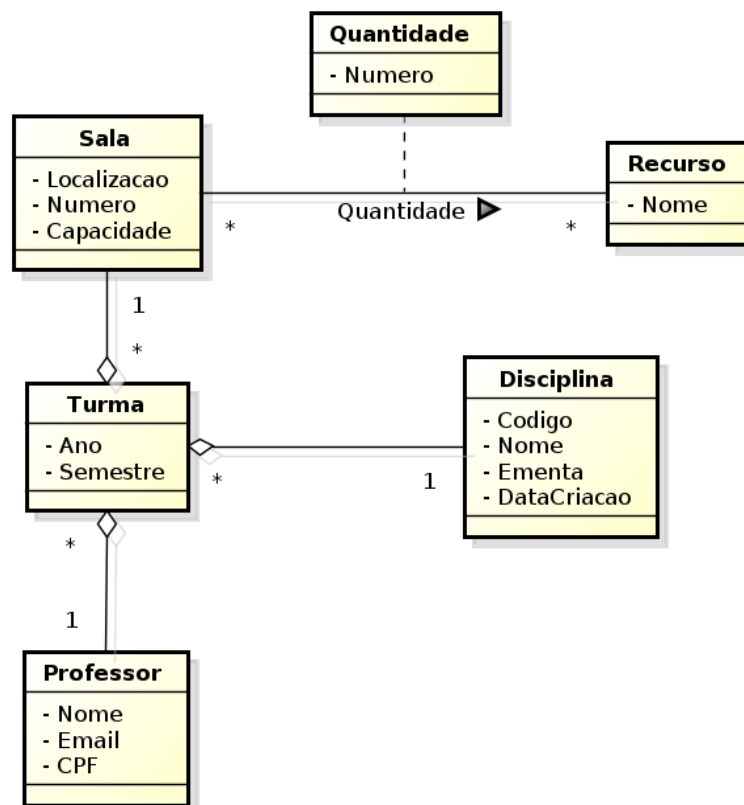 Quantidade
- Numero
Sala
- Localizacao
- Numero
- Capacidade
Quantidade
*
*
Recurso
- Nome
1
*
Turma
- Ano
- Semestre
*
1
Disciplina
- Codigo
- Nome
- Ementa
- DataCriacao
*
1
Professor
- Nome
- Email
- CPF